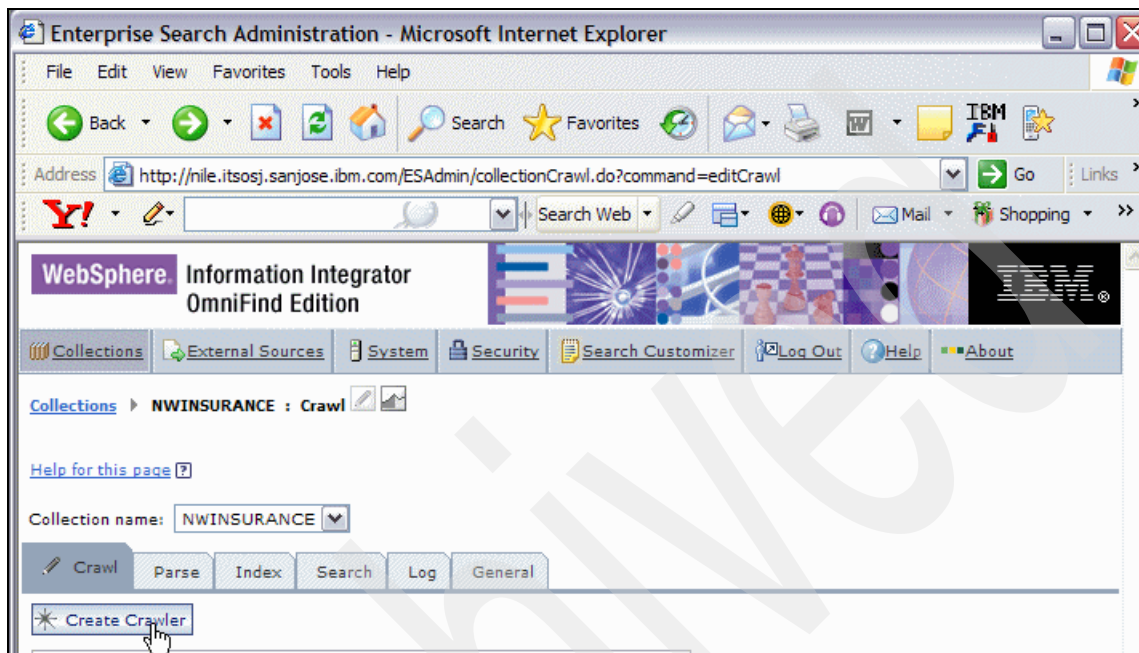 Enterprise Search Administration - Microsoft Internet Explorer
File Edit View Favorites Tools Help
Back Search Favorites W IBM
Address http://nile.itsosj.sanjose.ibm.com/ESAdmin/collectionCrawl.do?command=editCrawl Go Links
Y! Search Web Mail Shopping
WebSphere. Information Integrator
OmniFind Edition
IBM®
Collections External Sources System Security Search Customizer Log Out Help About
Collections NWINSURANCE : Crawl
Help for this page ?
Collection name: NWINSURANCE
Crawl Parse Index Search Log General
Create Crawler